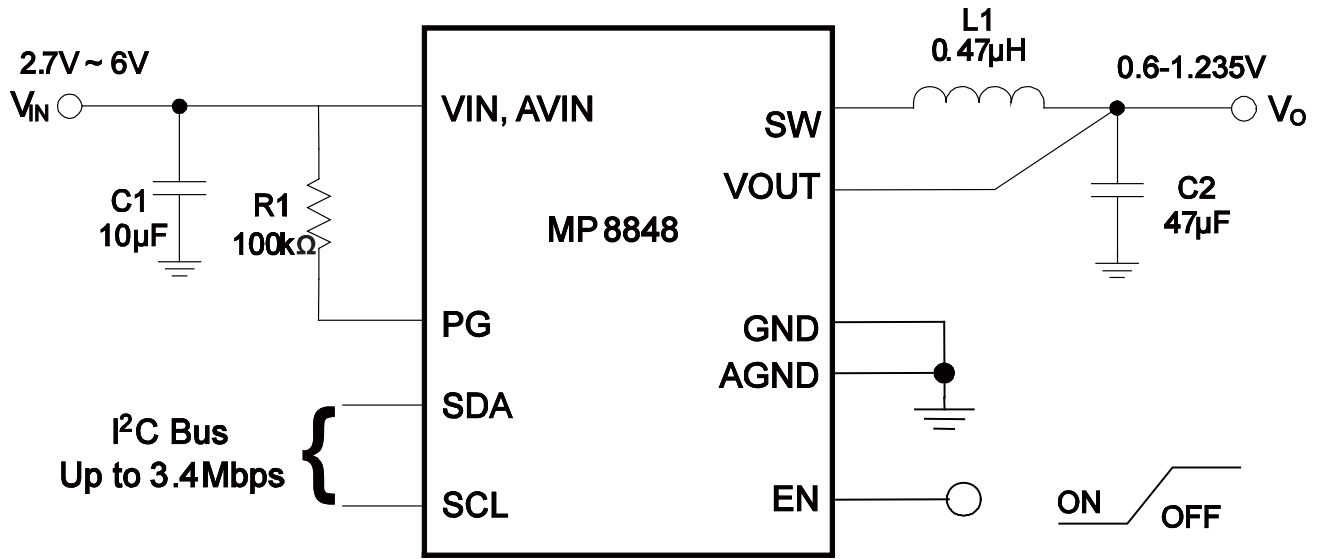 2.7V ~ 6V
VIN
C1
10µF
R1
100kΩ
VIN, AVIN
PG
SDA
SCL
I²C Bus
Up to 3.4Mbps
MP8848
SW
VOUT
GND
AGND
EN
L1
0.47µH
0.6-1.235V
VO
C2
47µF
ON
OFF